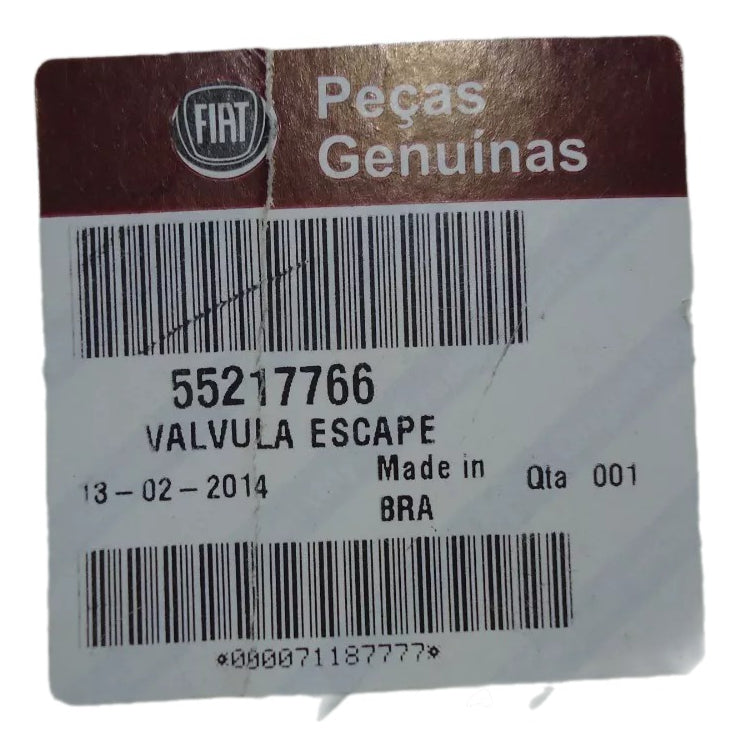 FIAT
Peças
Genuínas
55217766
VALVULA ESCAPE
13-02-2014
Made in
BRA
Qta 001
*000071187777*